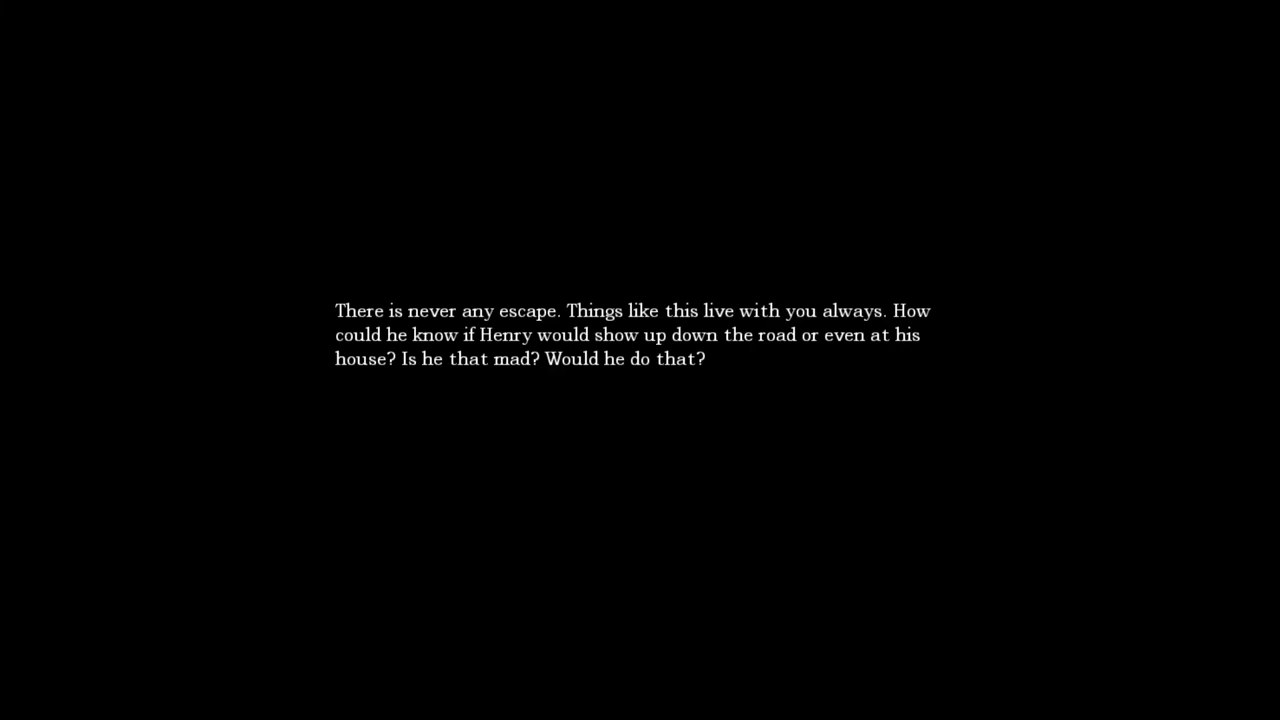 There is never any escape. Things like this live with you always. How
could he know if Henry would show up down the road or even at his
house? Is he that mad? Would he do that?